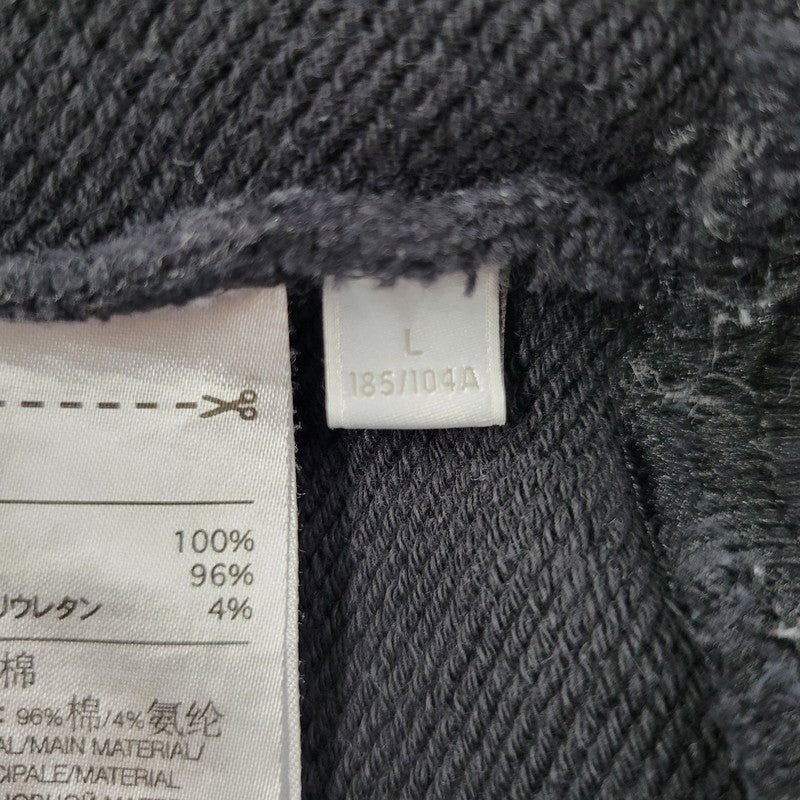 L
185/104A
100%
96%
リウレタン 4%
棉
: 96%棉/4%氨纶
AL/MAIN MATERIAL/
CIPALE/MATERIAL